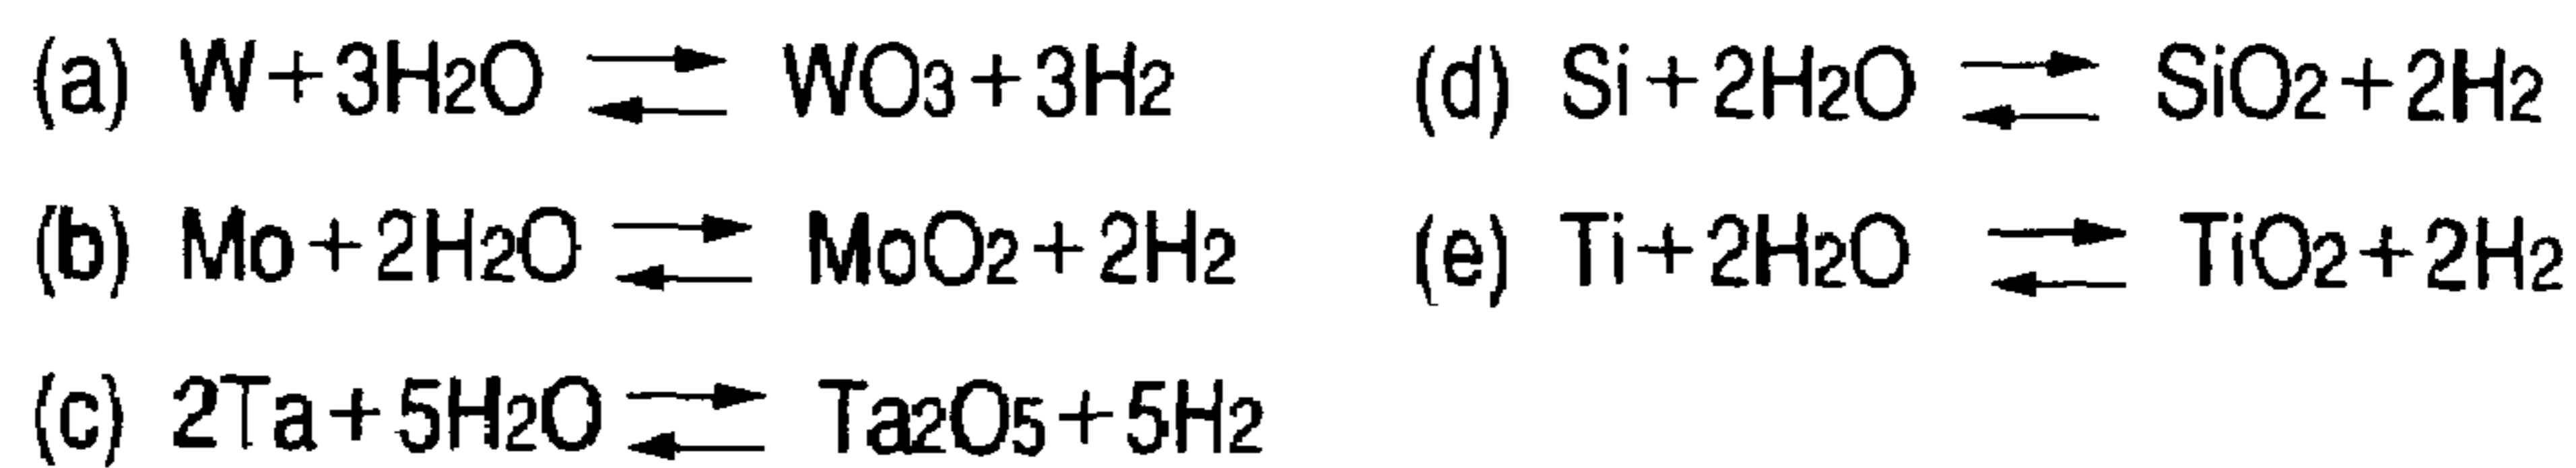 (a) W+3H2O ⇄ WO3+3H2
(b) Mo+2H2O ⇄ MoO2+2H2
(c) 2Ta+5H2O ⇄ Ta2O5+5H2
(d) Si+2H2O ⇄ SiO2+2H2
(e) Ti+2H2O ⇄ TiO2+2H2